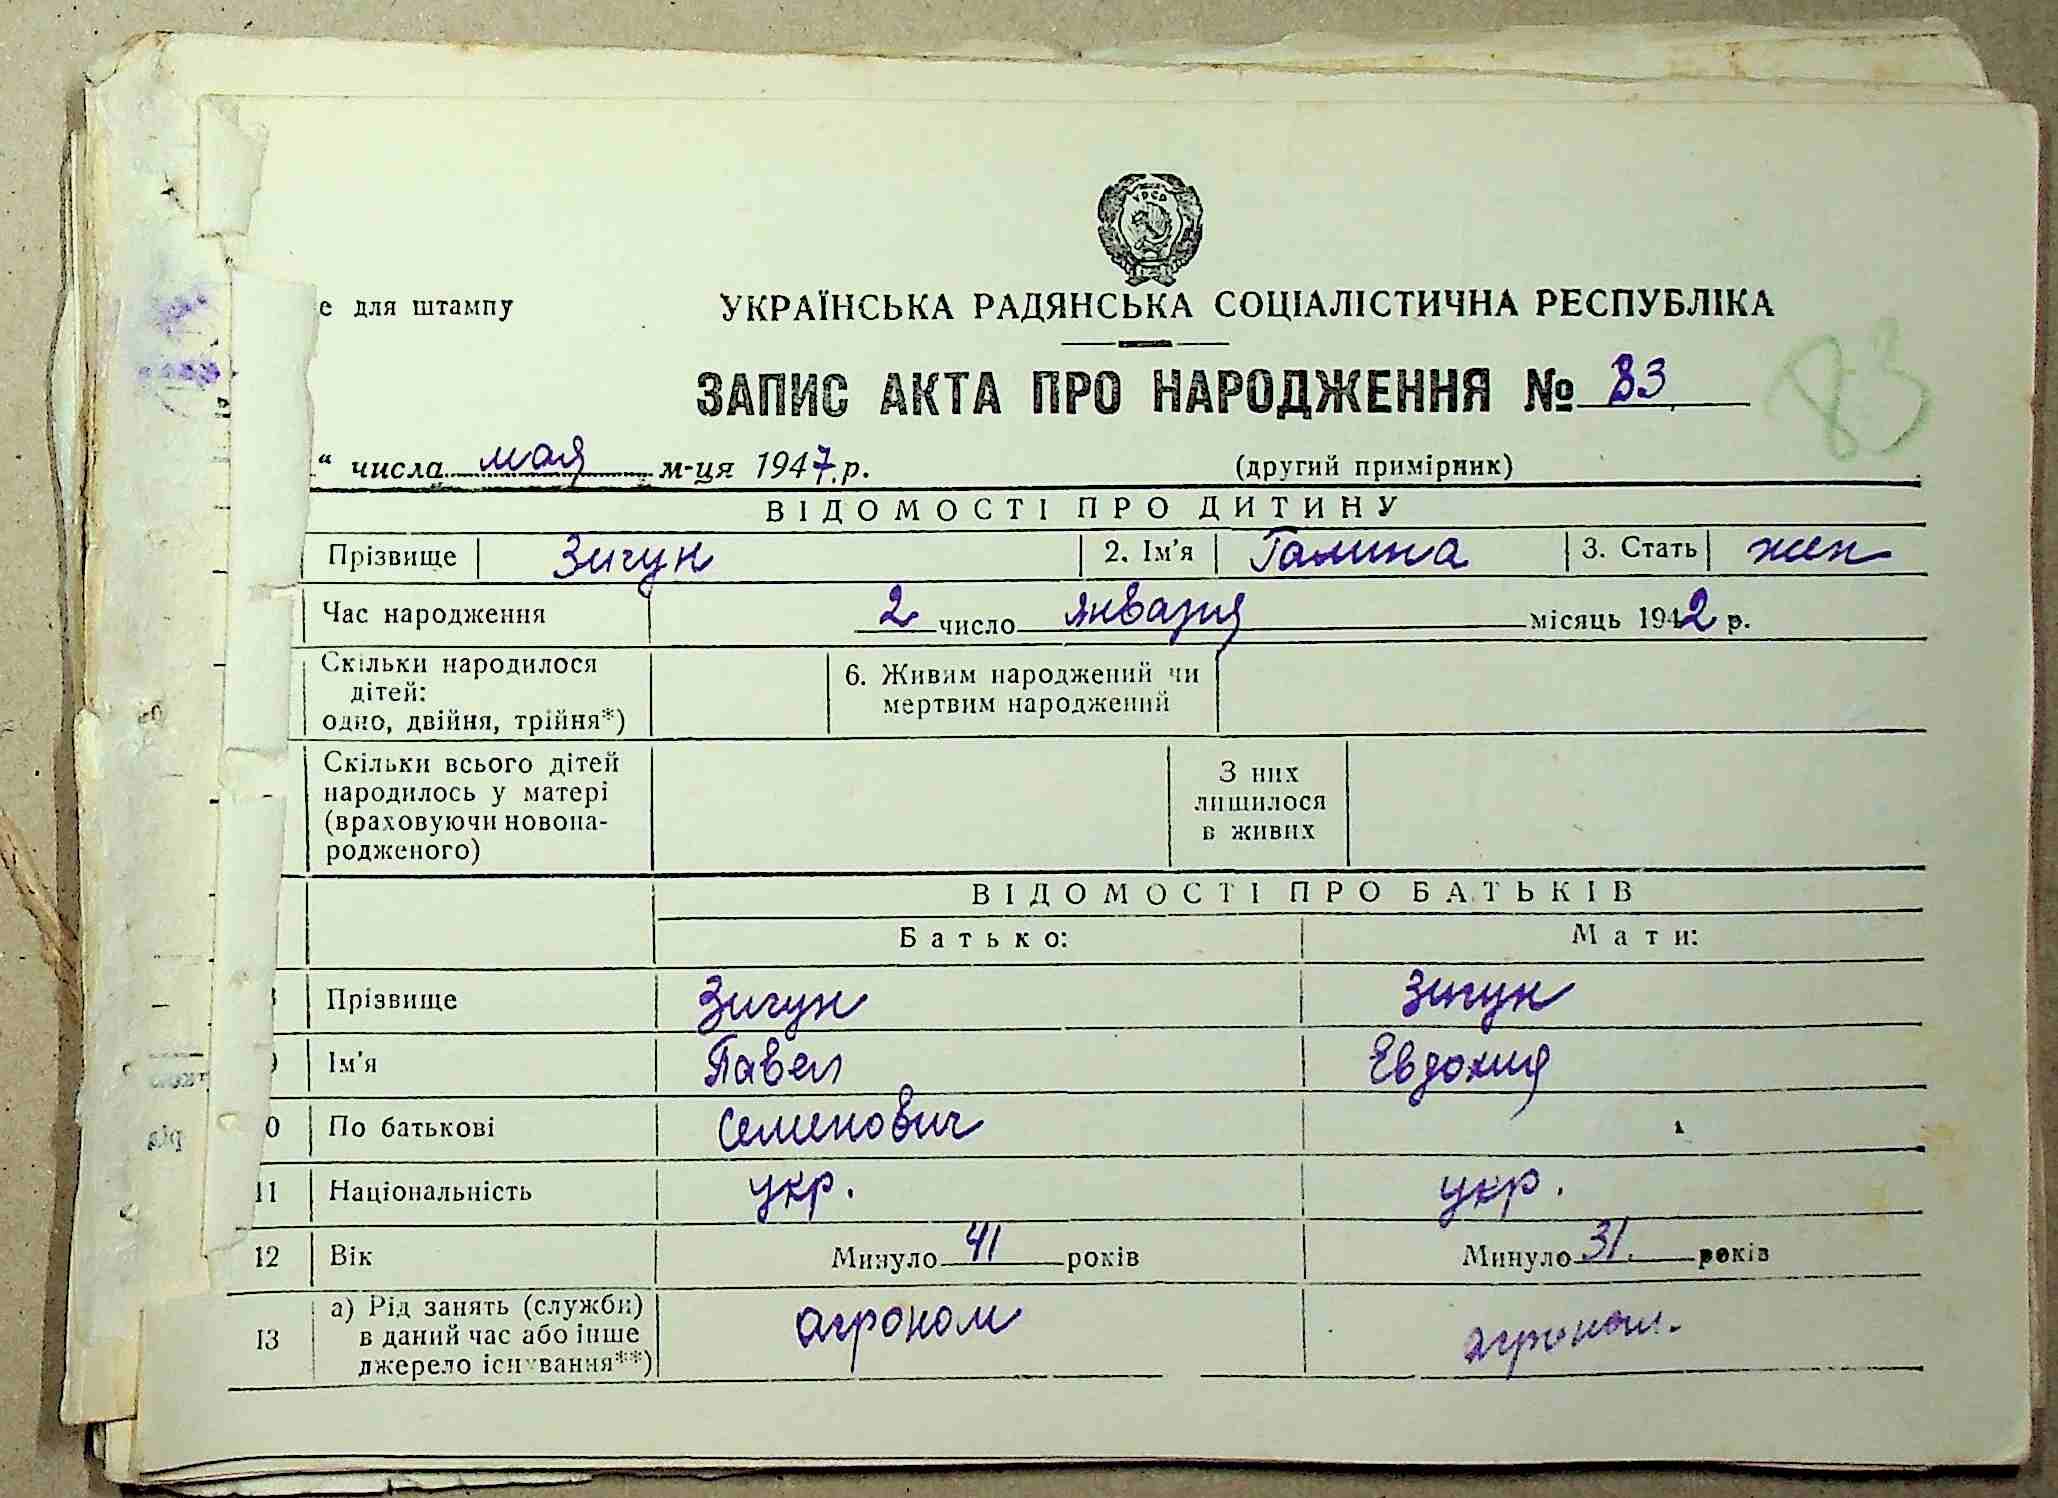 УРСР
е для штампу
УКРАЇНСЬКА РАДЯНСЬКА СОЦІАЛІСТИЧНА РЕСПУБЛІКА
ЗАПИС АКТА ПРО НАРОДЖЕННЯ № 83
83
“ числа мая м-ця 1947 р.
(другий примірник)
ВІДОМОСТІ ПРО ДИТИНУ
Прізвище Зигун 2. Ім'я Галина 3. Стать жен
Час народження 2 число января місяць 1942 р.
Скільки народилося
дітей:
одно, двійня, трійня*)
6. Живим народжений чи
мертвим народжений
Скільки всього дітей
народилось у матері
(враховуючи новона-
родженого)
З них
лишилося
в живих
ВІДОМОСТІ ПРО БАТЬКІВ
Батько: Мати:
Прізвище Зигун Зигун
Ім'я Павел Евдокия
0 По батькові Семенович
11 Національність укр. укр.
12 Вік Минуло 41 років Минуло 31 років
13 а) Рід занять (служби)
в даний час або інше
джерело існування**)
агроном агроном.